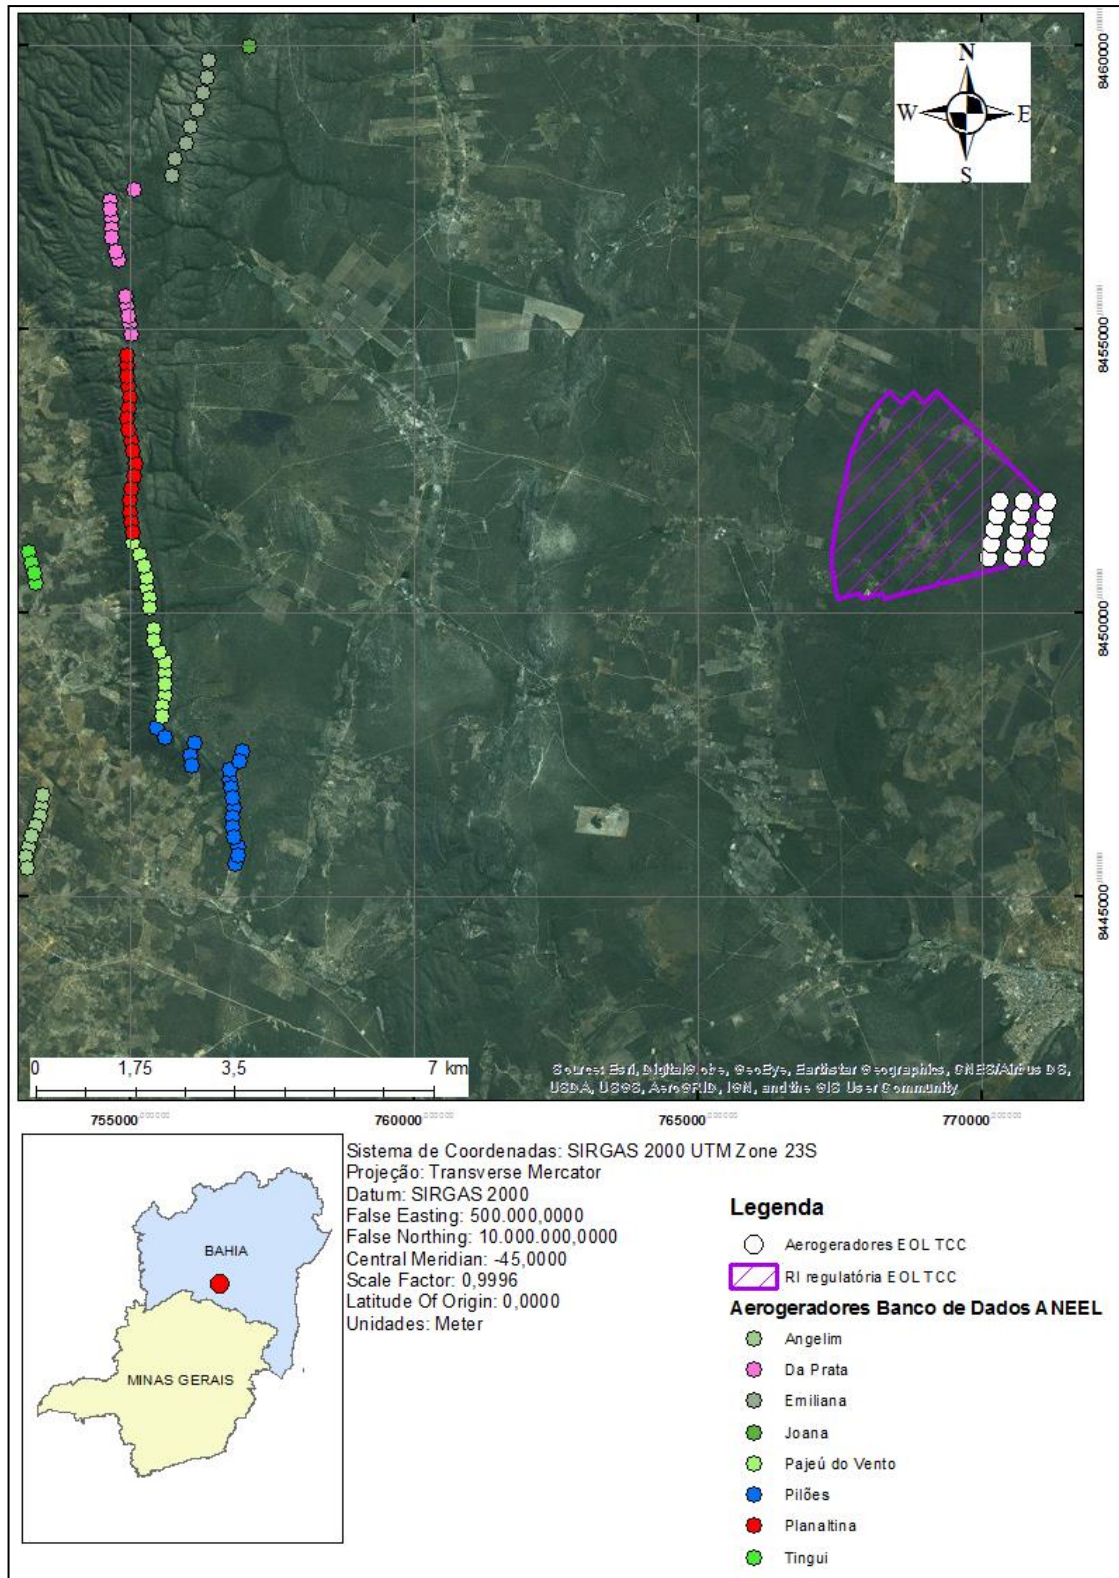 N
W E
S
8460000
8455000
8450000
8445000
0 1,75 3,5 7 km
Source: Esri, DigitalGlobe, GeoEye, Earthstar Geographics, CNES/Airbus DS,
USDA, USGS, AeroGRID, IGN, and the GIS User Community
755000 760000 765000 770000
BAHIA
MINAS GERAIS
Sistema de Coordenadas: SIRGAS 2000 UTM Zone 23S
Projeção: Transverse Mercator
Datum: SIRGAS 2000
False Easting: 500.000,0000
False Northing: 10.000.000,0000
Central Meridian: -45,0000
Scale Factor: 0,9996
Latitude Of Origin: 0,0000
Unidades: Meter
Legenda
Aerogeradores EOL TCC
RI regulatória EOL TCC
Aerogeradores Banco de Dados ANEEL
Angelim
Da Prata
Emiliana
Joana
Pajeú do Vento
Pilões
Planaltina
Tingui